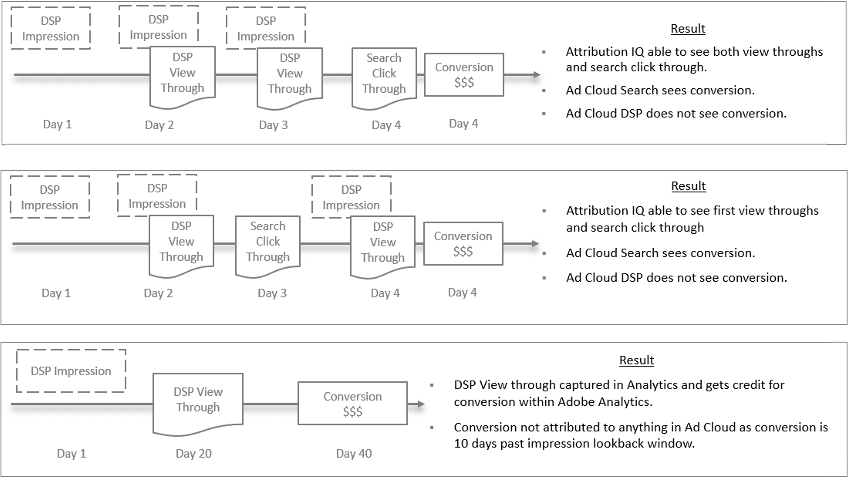 DSP
Impression
DSP
Impression
DSP
Impression
DSP
View
Through
DSP
View
Through
Search
Click
Through
Conversion
$$$
Day 1
Day 2
Day 3
Day 4
Day 4
Result
Attribution IQ able to see both view throughs
and search click through.
Ad Cloud Search sees conversion.
Ad Cloud DSP does not see conversion.
DSP
Impression
DSP
Impression
DSP
Impression
DSP
View
Through
Search
Click
Through
DSP
View
Through
Conversion
$$$
Day 1
Day 2
Day 3
Day 4
Day 4
Result
Attribution IQ able to see first view throughs
and search click through
Ad Cloud Search sees conversion.
Ad Cloud DSP does not see conversion.
DSP Impression
DSP View
Through
Conversion
$$$
Day 1
Day 20
Day 40
Result
DSP View through captured in Analytics and gets credit for
conversion within Adobe Analytics.
Conversion not attributed to anything in Ad Cloud as conversion is
10 days past impression lookback window.